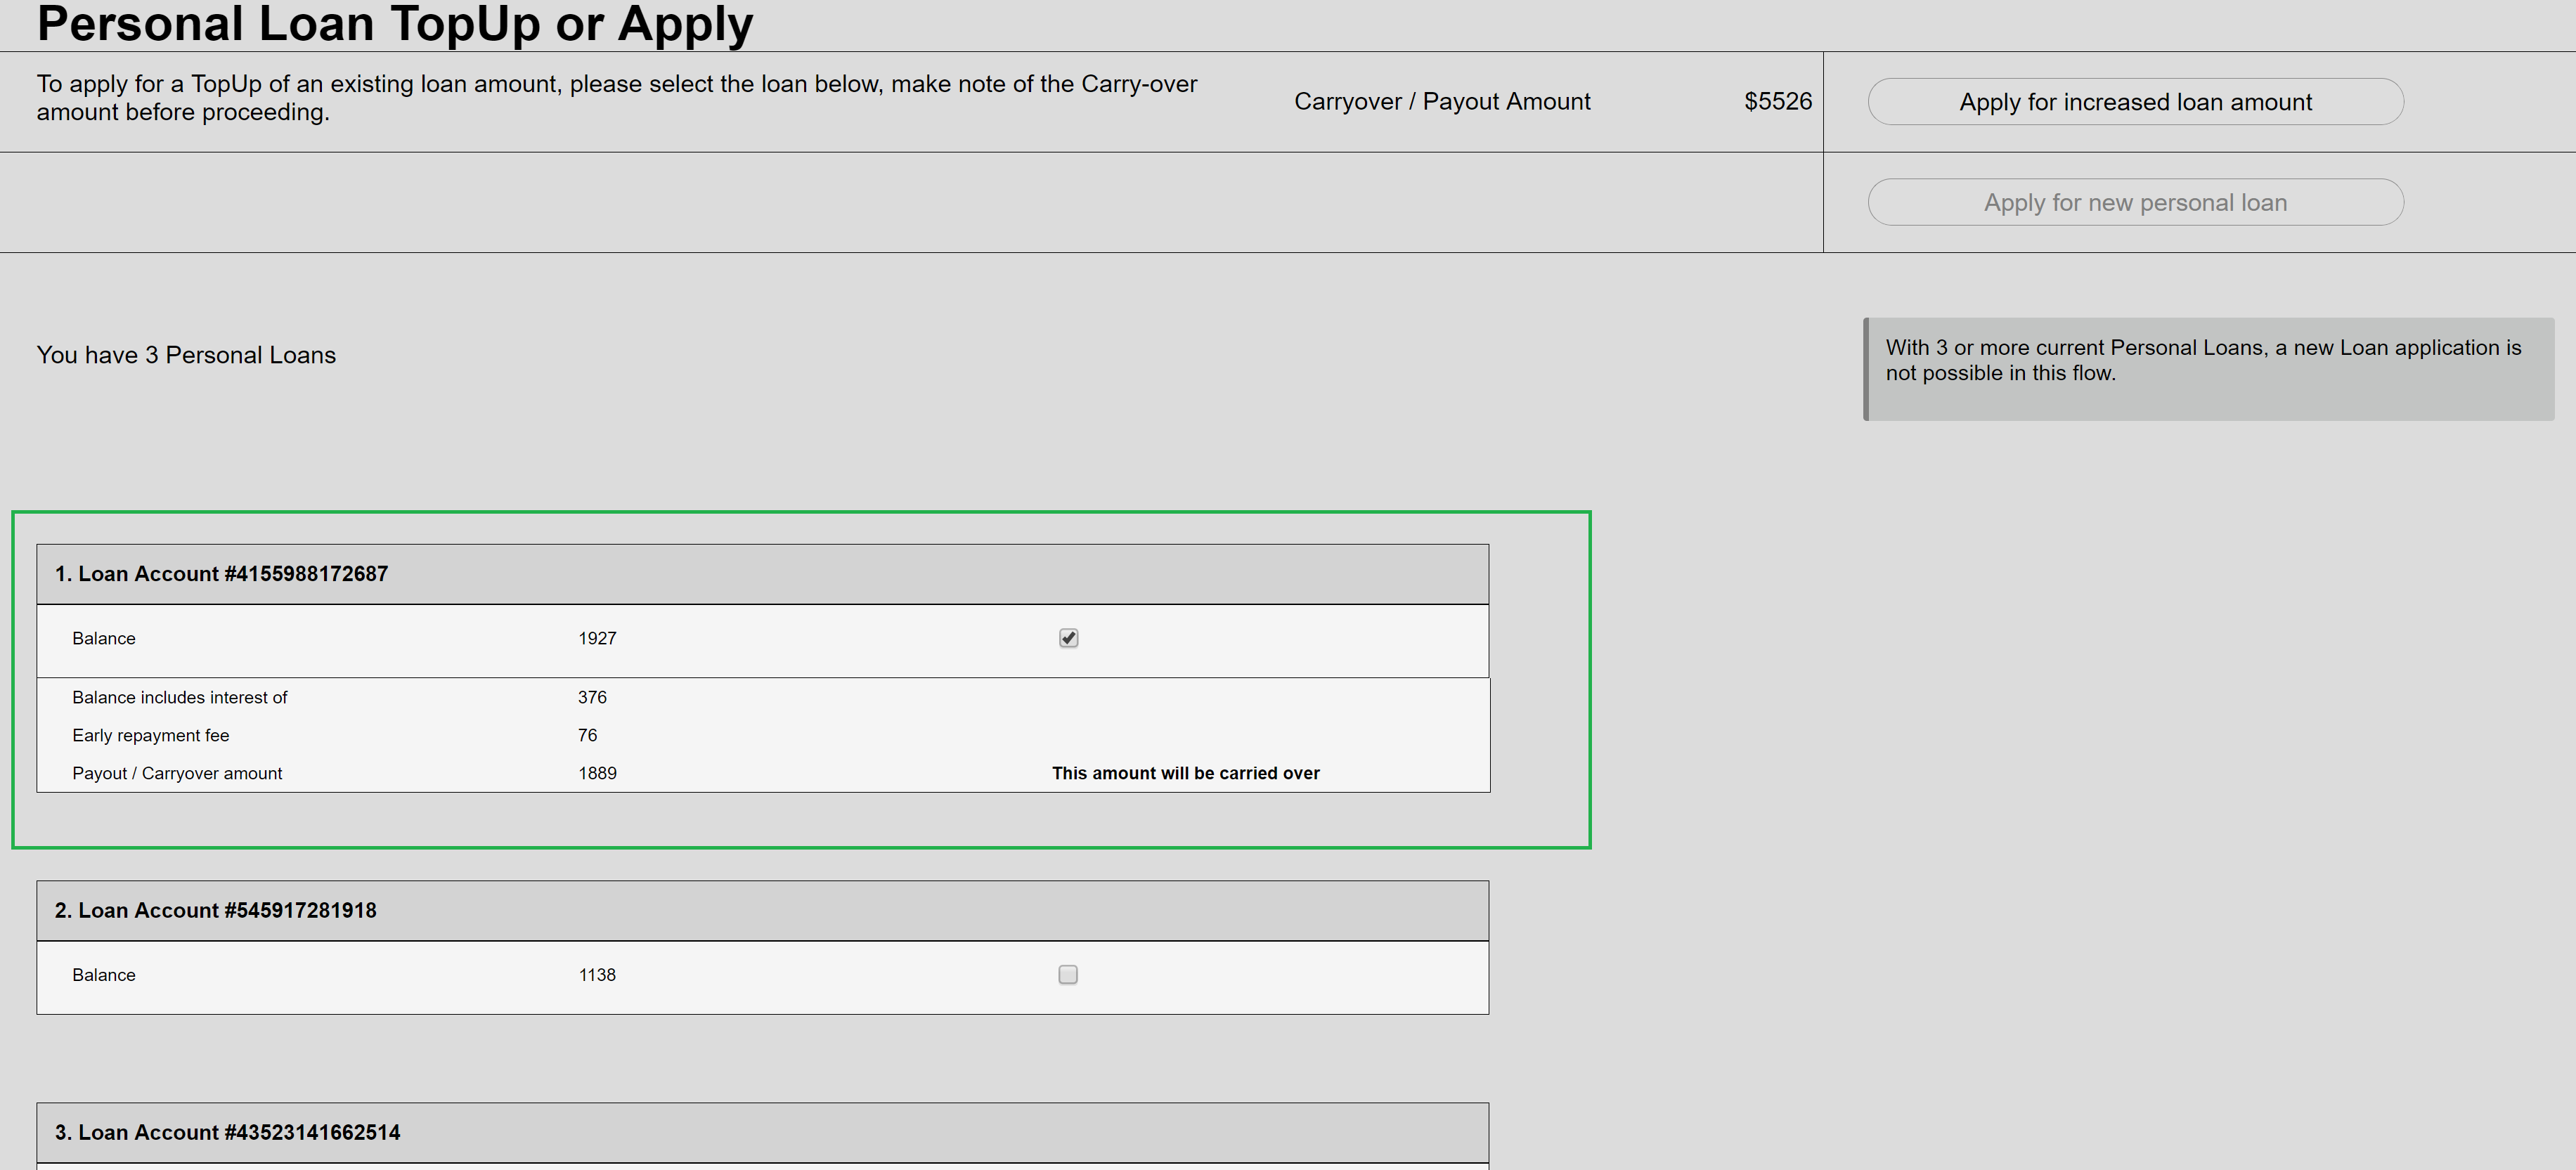 Personal Loan TopUp or Apply
To apply for a TopUp of an existing loan amount, please select the loan below, make note of the Carry-over
amount before proceeding.
Carryover / Payout Amount
$5526
Apply for increased loan amount
Apply for new personal loan
You have 3 Personal Loans
With 3 or more current Personal Loans, a new Loan application is
not possible in this flow.
1. Loan Account #4155988172687
Balance 1927
Balance includes interest of 376
Early repayment fee 76
Payout / Carryover amount 1889 This amount will be carried over
2. Loan Account #545917281918
Balance 1138
3. Loan Account #43523141662514